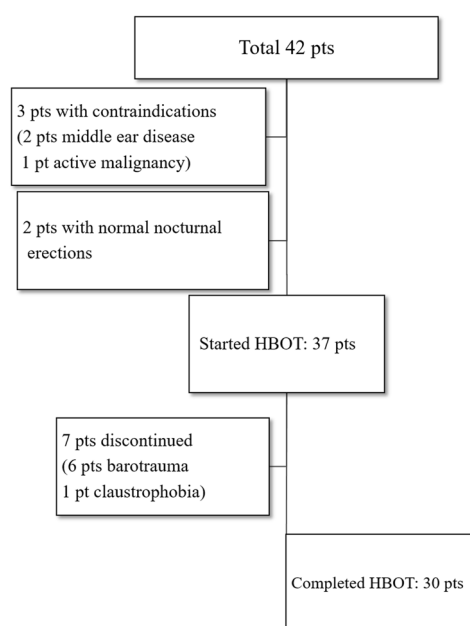 Total 42 pts
3 pts with contraindications
(2 pts middle ear disease
1 pt active malignancy)
2 pts with normal nocturnal
erections
Started HBOT: 37 pts
7 pts discontinued
(6 pts barotrauma
1 pt claustrophobia)
Completed HBOT: 30 pts